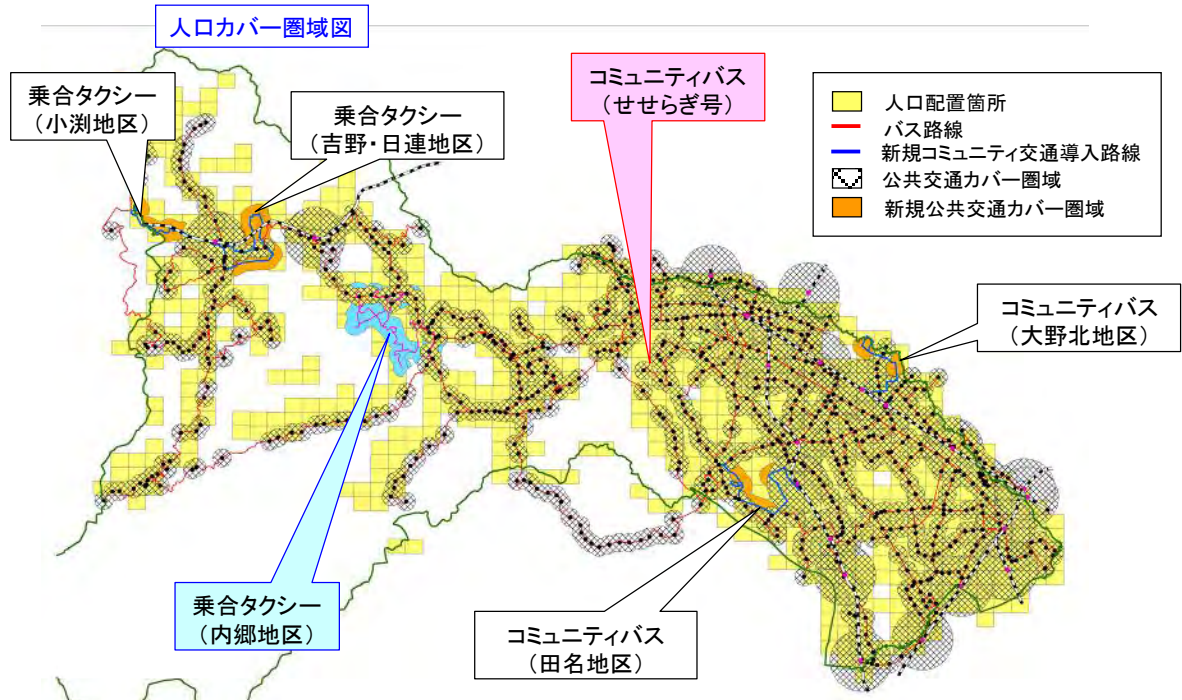 人口カバー圏域図
乗合タクシー
(小渕地区)
乗合タクシー
(吉野・日連地区)
コミュニティバス
(せせらぎ号)
人口配置箇所
バス路線
新規コミュニティ交通導入路線
公共交通カバー圏域
新規公共交通カバー圏域
コミュニティバス
(大野北地区)
乗合タクシー
(内郷地区)
コミュニティバス
(田名地区)